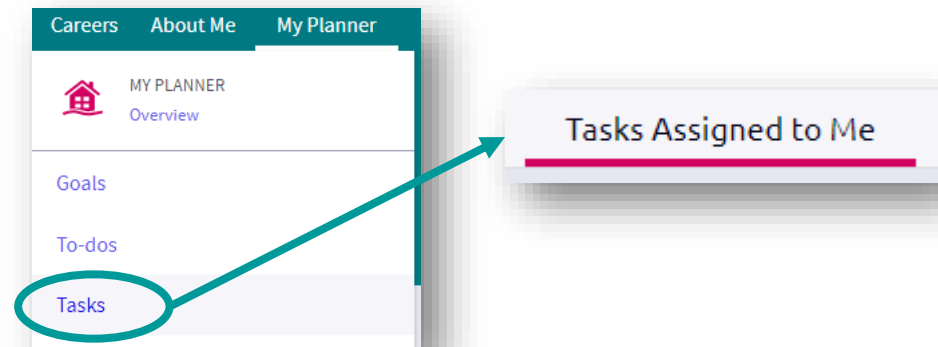 Careers About Me My Planner
MY PLANNER
Overview
Goals
To-dos
Tasks
Tasks Assigned to Me